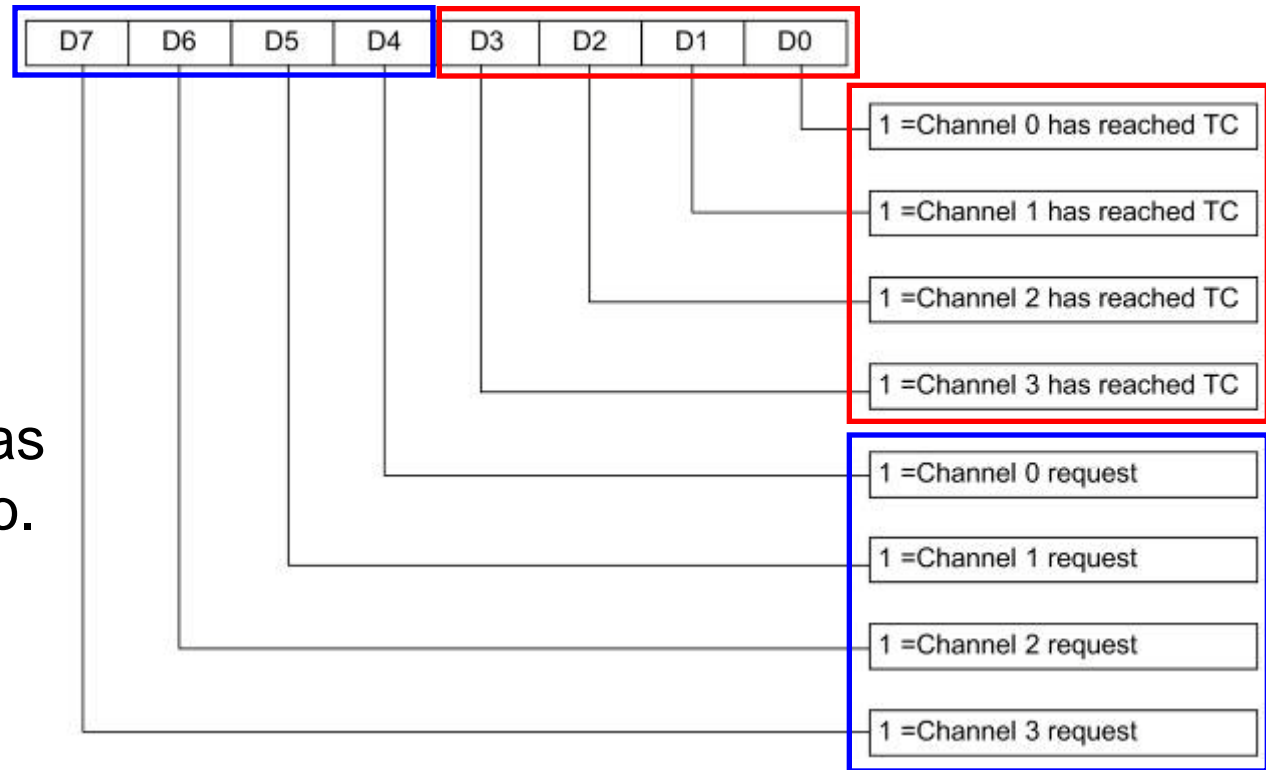 D7 D6 D5 D4 D3 D2 D1 D0
1 =Channel 0 has reached TC
1 =Channel 1 has reached TC
1 =Channel 2 has reached TC
1 =Channel 3 has reached TC
1 =Channel 0 request
1 =Channel 1 request
1 =Channel 2 request
1 =Channel 3 request